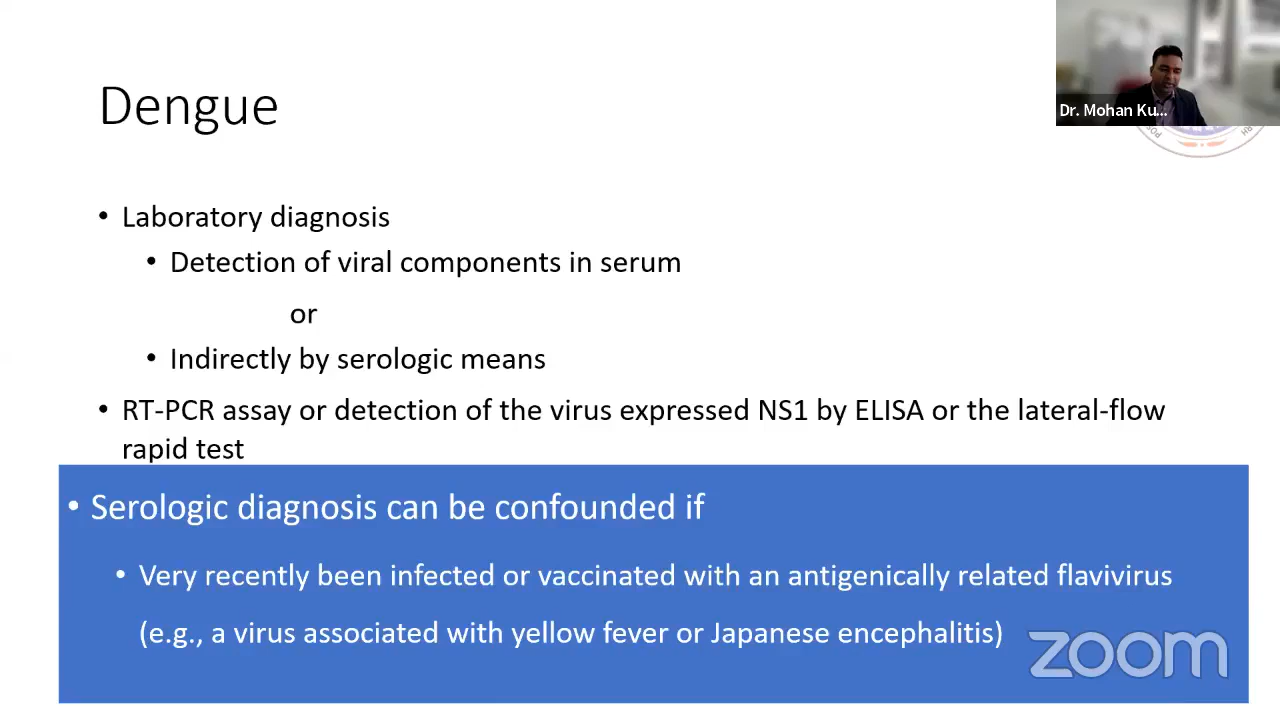 Dr. Mohan Ku...
Dengue
• Laboratory diagnosis
• Detection of viral components in serum
or
• Indirectly by serologic means
• RT-PCR assay or detection of the virus expressed NS1 by ELISA or the lateral-flow
rapid test
• Serologic diagnosis can be confounded if
• Very recently been infected or vaccinated with an antigenically related flavivirus
(e.g., a virus associated with yellow fever or Japanese encephalitis)
zoom